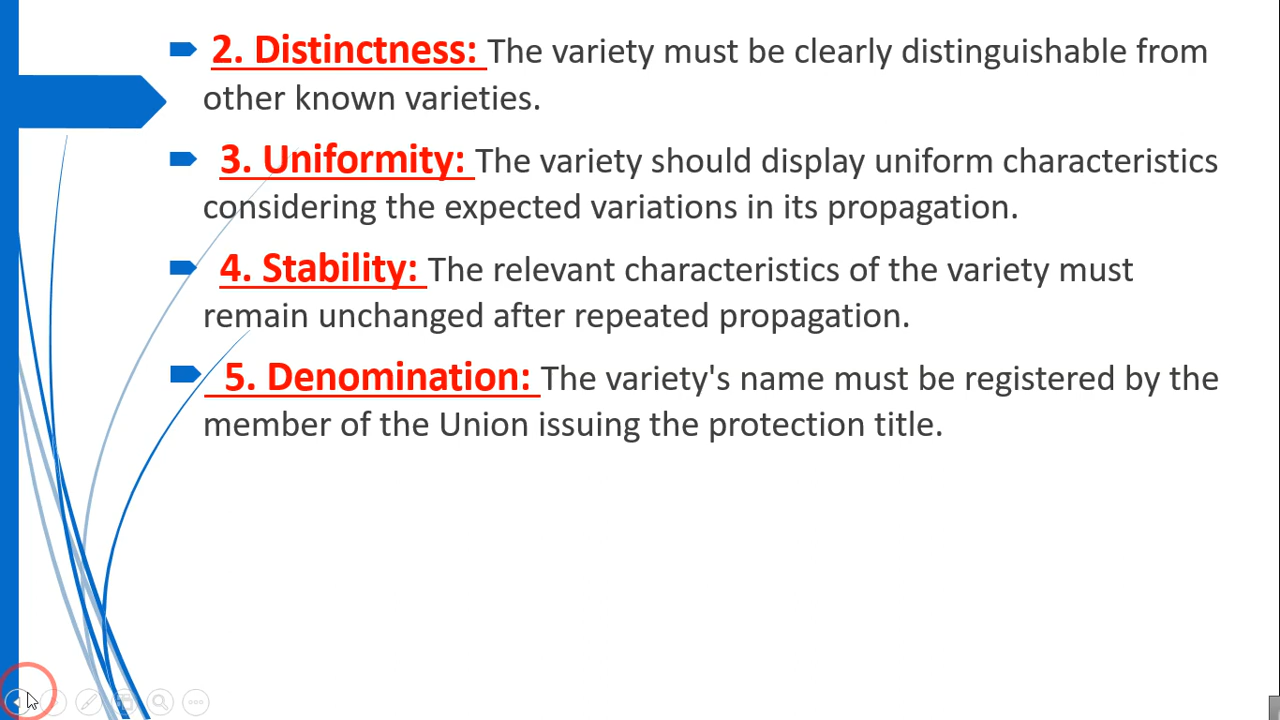 2. Distinctness: The variety must be clearly distinguishable from
other known varieties.
3. Uniformity: The variety should display uniform characteristics
considering the expected variations in its propagation.
4. Stability: The relevant characteristics of the variety must
remain unchanged after repeated propagation.
5. Denomination: The variety's name must be registered by the
member of the Union issuing the protection title.